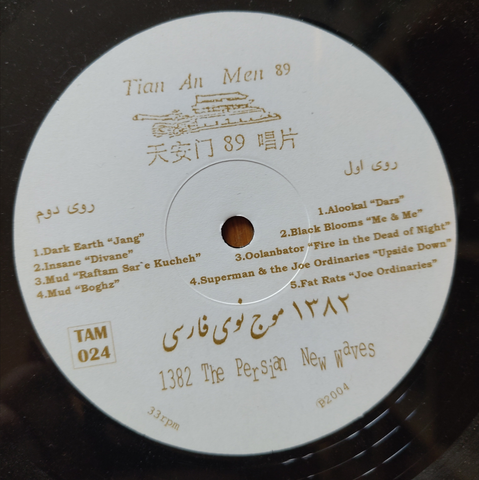 Tian An Men 89
天安门 89 唱片
روی اول
1.Alookal "Dars"
2.Black Blooms "Me & Me"
3.Oolanbator "Fire in the Dead of Night"
4.Superman & the Joe Ordinaries "Upside Down"
5.Fat Rats "Joe Ordinaries"
روی دوم
1.Dark Earth "Jang"
2.Insane "Divane"
3.Mud "Raftam Sar`e Kucheh"
4.Mud "Boghz"
۱۳۸۲ موج نوی فارسی
TAM
024
1382 The Persian New Waves
33rpm
℗2004